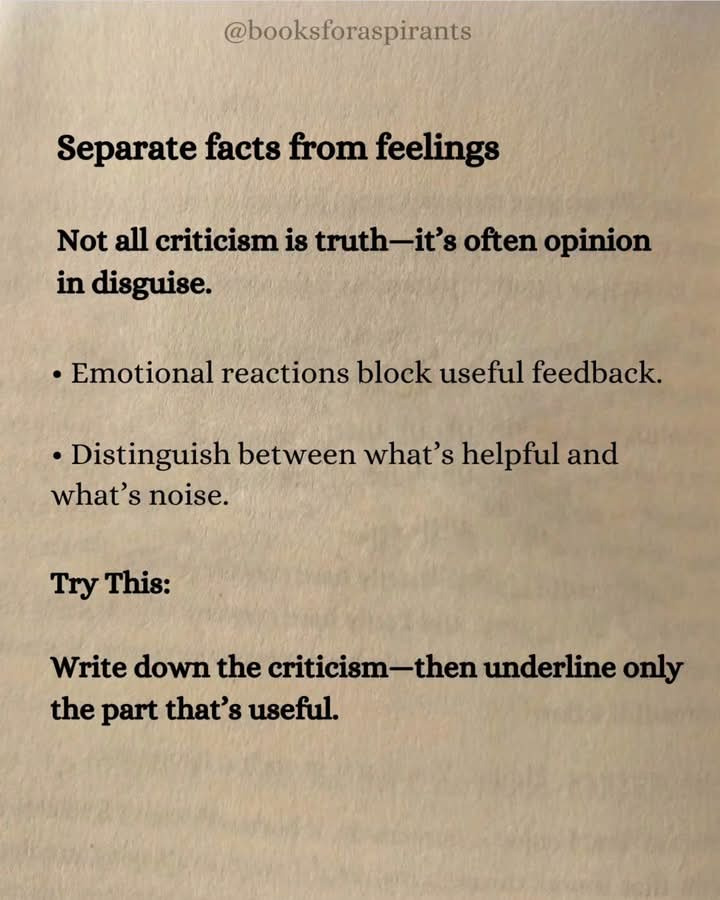 @booksforaspirants
Separate facts from feelings
Not all criticism is truth—it's often opinion
in disguise.
• Emotional reactions block useful feedback.
• Distinguish between what's helpful and
what's noise.
Try This:
Write down the criticism—then underline only
the part that's useful.